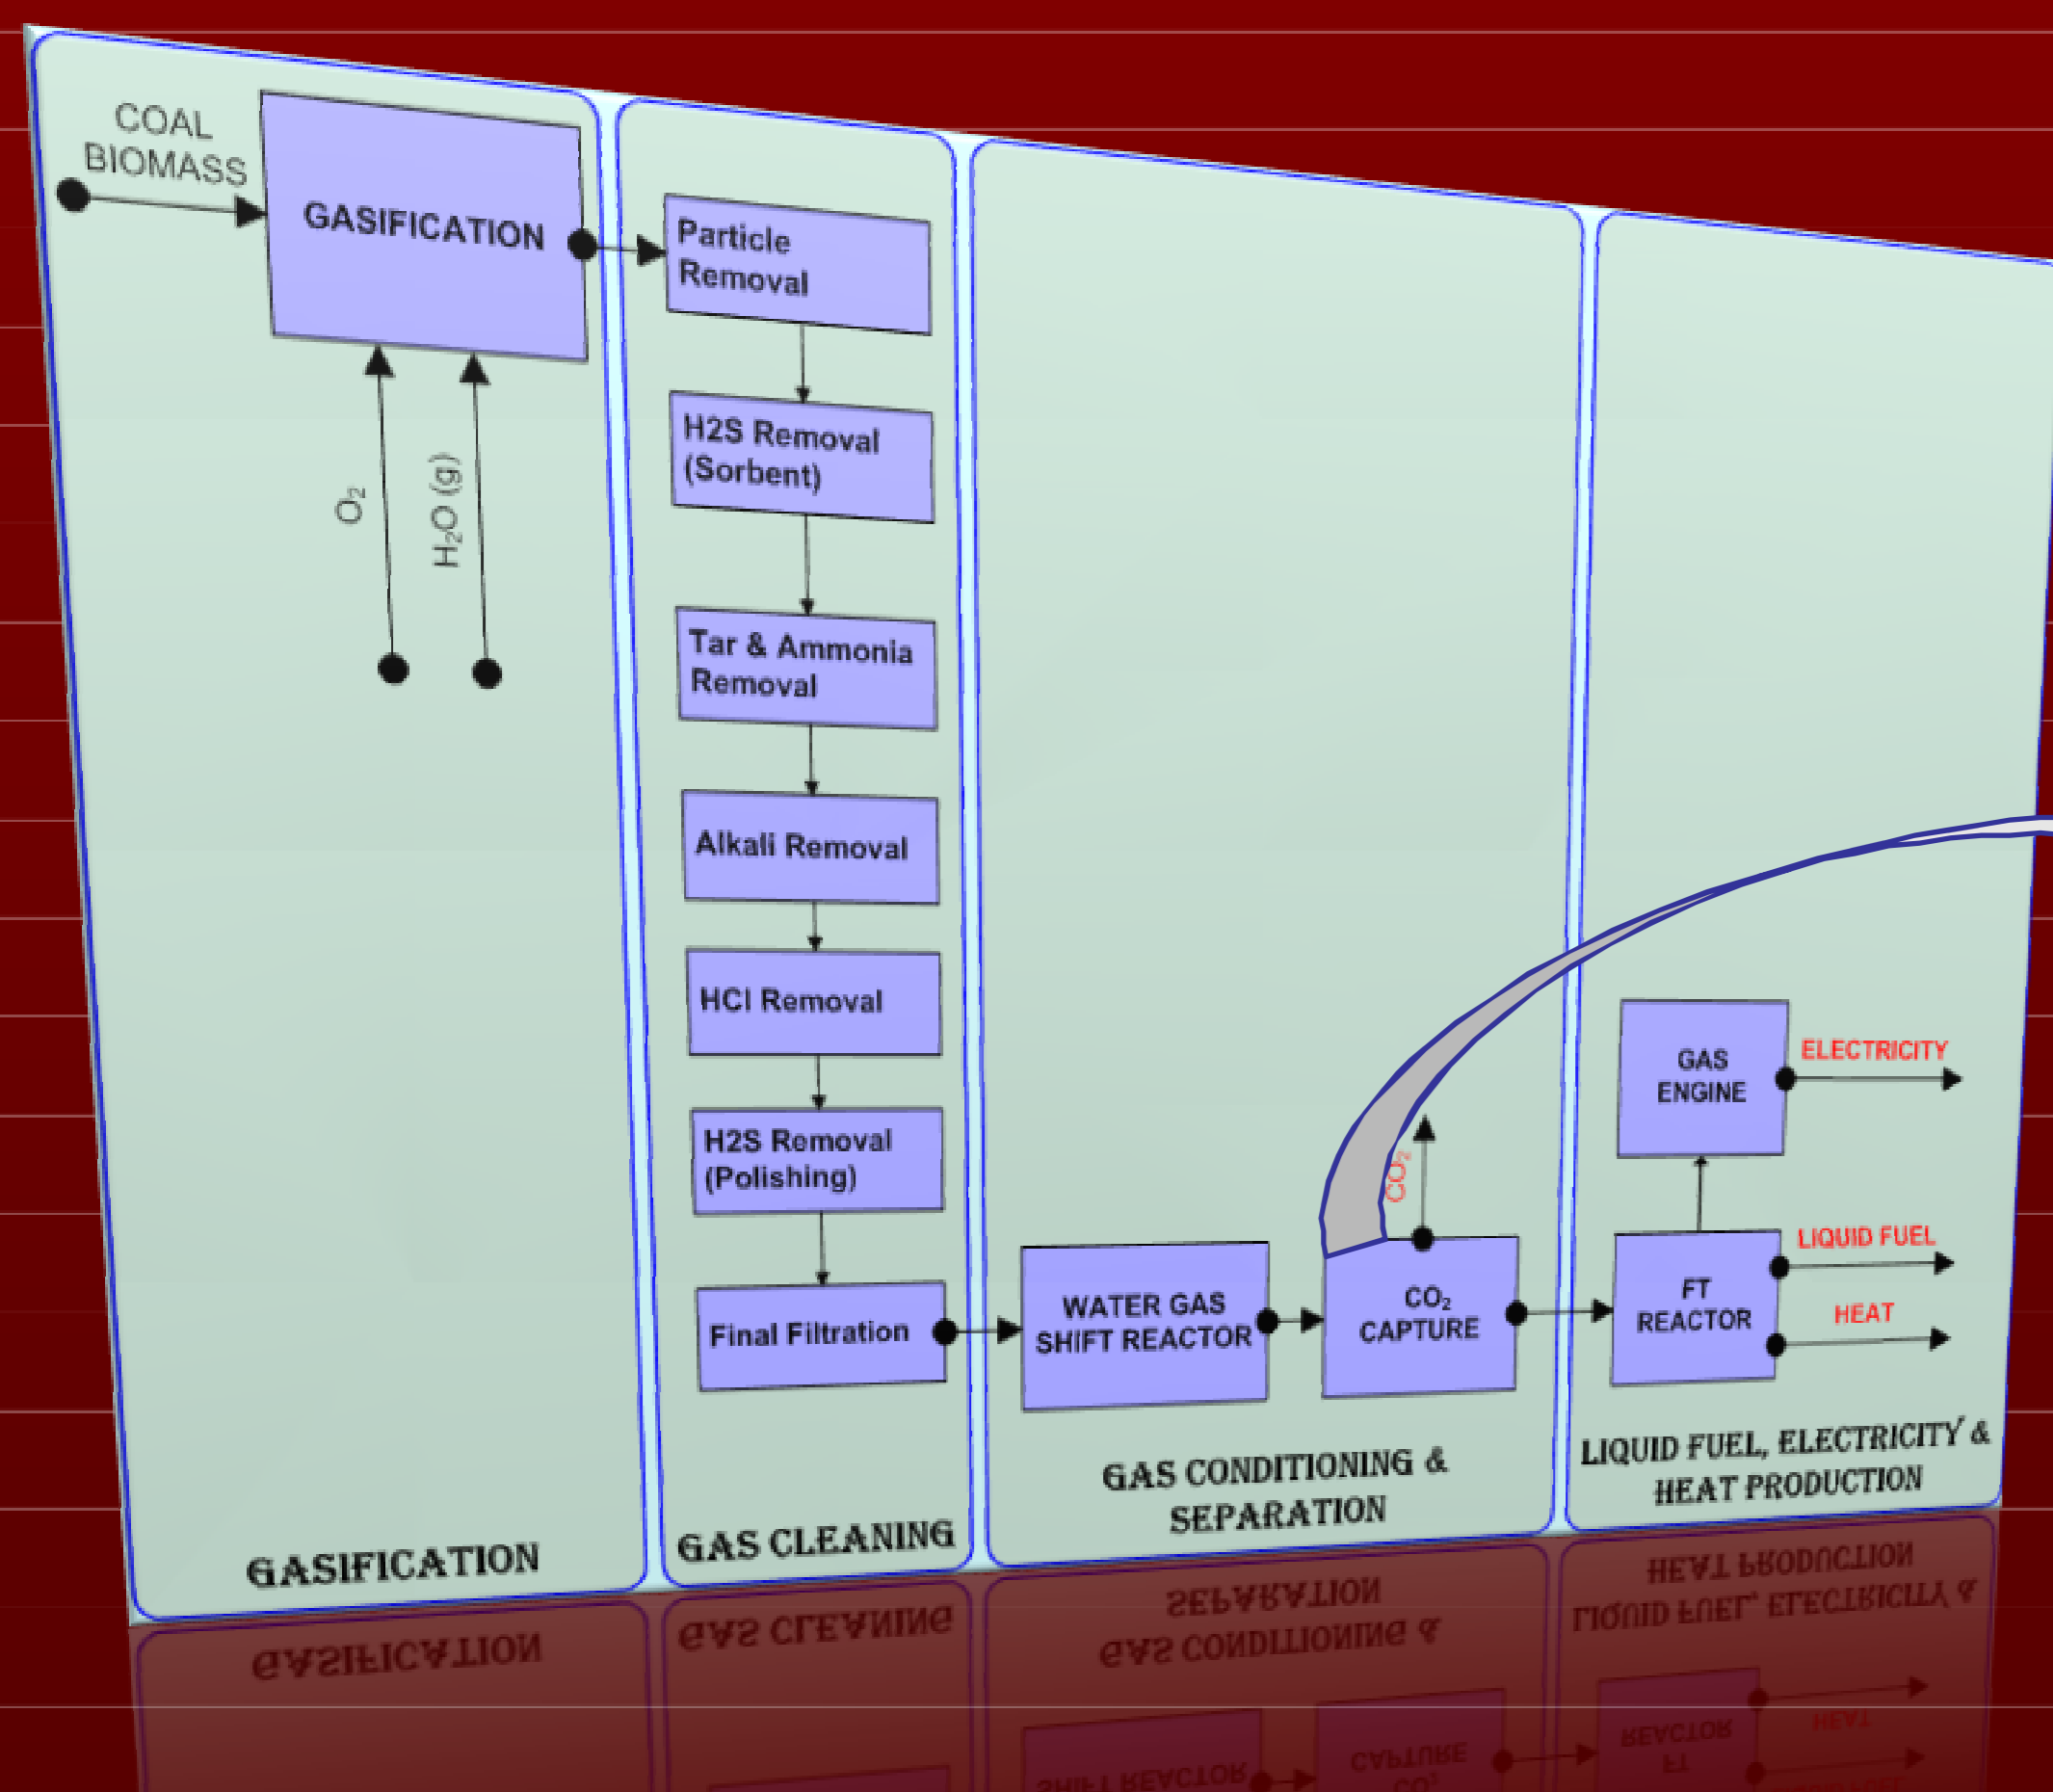 COAL
BIOMASS
GASIFICATION
O₂
H₂O (g)
GASIFICATION
Particle
Removal
H2S Removal
(Sorbent)
Tar & Ammonia
Removal
Alkali Removal
HCl Removal
H2S Removal
(Polishing)
Final Filtration
GAS CLEANING
WATER GAS
SHIFT REACTOR
CO₂
CO₂
CAPTURE
GAS CONDITIONING &
SEPARATION
GAS
ENGINE
ELECTRICITY
FT
REACTOR
LIQUID FUEL
HEAT
LIQUID FUEL, ELECTRICITY &
HEAT PRODUCTION